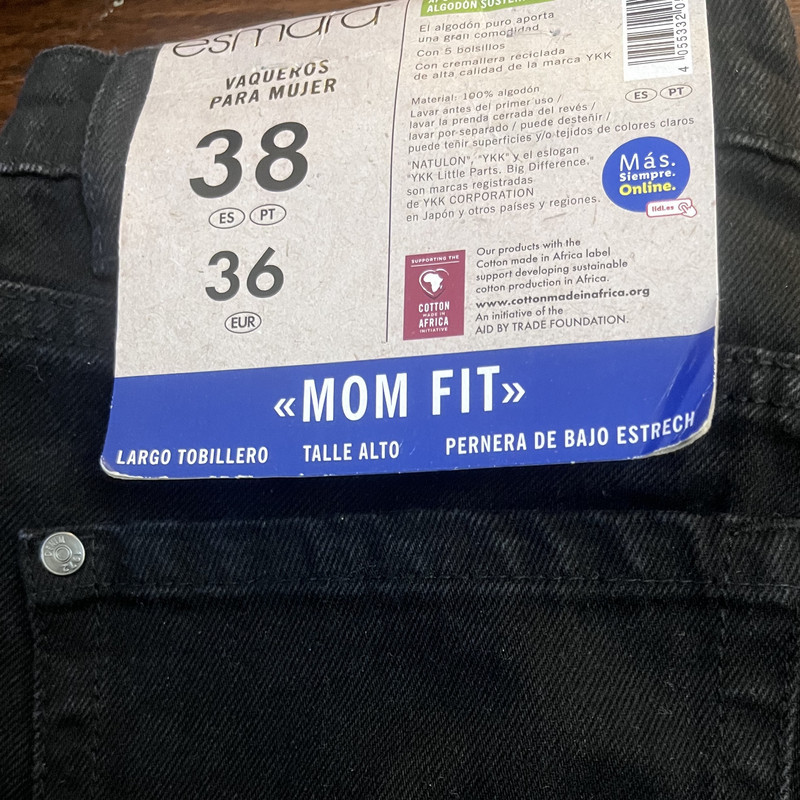 esmara
VAQUEROS
PARA MUJER
38
ES PT
36
EUR
El algodón puro aporta
una gran comodidad
Con 5 bolsillos
Con cremallera reciclada
de alta calidad de la marca YKK
Material: 100% algodón
Lavar antes del primer uso /
lavar la prenda cerrada del revés /
lavar por separado / puede desteñir /
puede teñir superficies y/o tejidos de colores claros
"NATULON", "YKK" y el eslogan
"YKK Little Parts. Big Difference."
son marcas registradas
de YKK CORPORATION
en Japón y otros países y regiones.
ES PT
Más.
Siempre.
Online.
lidl.es
SUPPORTING THE
COTTON
MADE IN
AFRICA
INITIATIVE
Our products with the
Cotton made in Africa label
support developing sustainable
cotton production in Africa.
www.cottonmadeinafrica.org
An initiative of the
AID BY TRADE FOUNDATION.
«MOM FIT»
LARGO TOBILLERO TALLE ALTO PERNERA DE BAJO ESTRECH